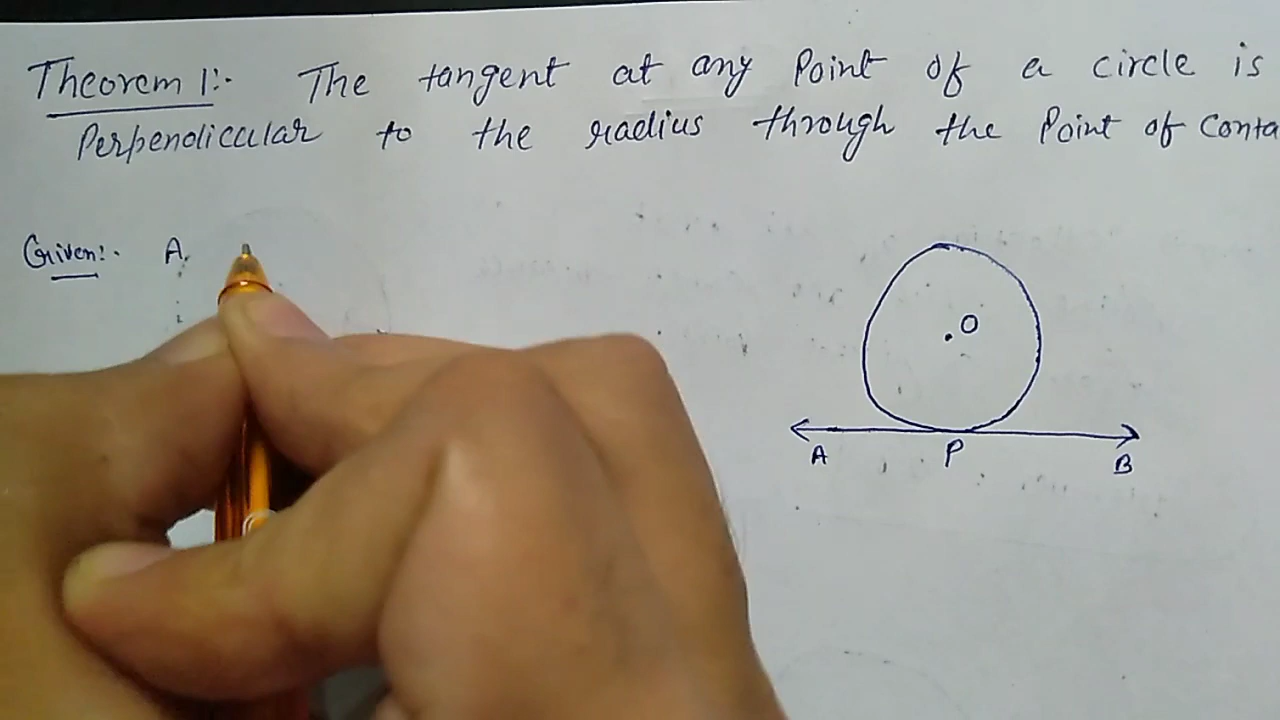 Theorem 1:- The tangent at any Point of a circle is
Perpendicular to the radius through the Point of Conta
Given:- A
O
A P B